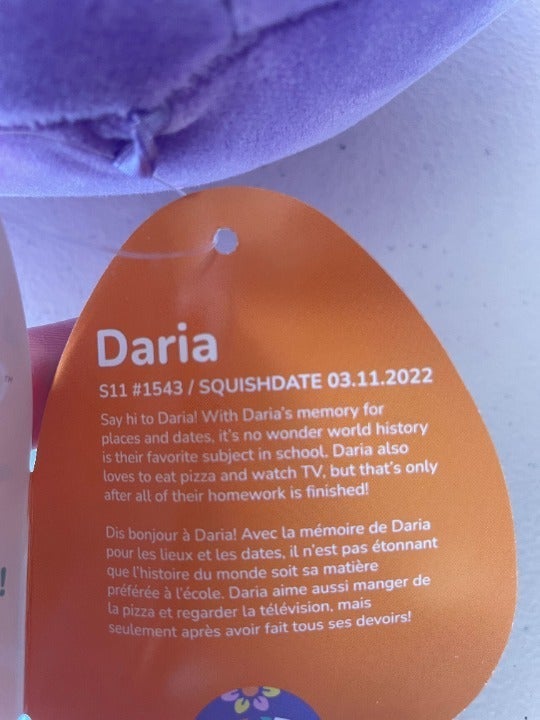 Daria
S11 #1543 / SQUISHDATE 03.11.2022
Say hi to Daria! With Daria's memory for
places and dates, it's no wonder world history
is their favorite subject in school. Daria also
loves to eat pizza and watch TV, but that's only
after all of their homework is finished!
Dis bonjour à Daria! Avec la mémoire de Daria
pour les lieux et les dates, il n'est pas étonnant
que l'histoire du monde soit sa matière
préférée à l'école. Daria aime aussi manger de
la pizza et regarder la télévision, mais
seulement après avoir fait tous ses devoirs!
TM
!